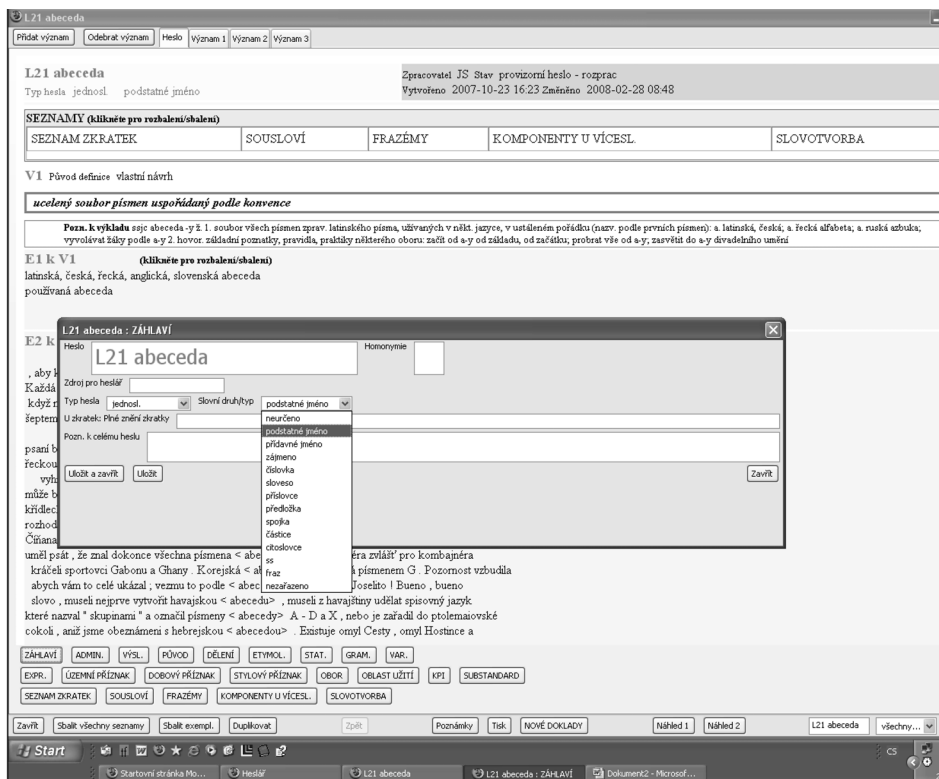 L21 abeceda
Přidat význam Odebrat význam Heslo Význam 1 Význam 2 Význam 3
L21 abeceda
Zpracovatel JS Stav provizorní heslo - rozprac
Typ hesla jednosl. podstatné jméno
Vytvořeno 2007-10-23 16:23 Změněno 2008-02-28 08:48
SEZNAMY (klikněte pro rozbalení/sbalení)
SEZNAM ZKRATEK SOUSLOVÍ FRAZÉMY KOMPONENTY U VÍCESL. SLOVOTVORBA
V1 Původ definice vlastní návrh
ucelený soubor písmen uspořádaný podle konvence
Pozn. k výkladu ssjc abeceda -y ž. 1. soubor všech písmen zprav. latinského písma, užívaných v někt. jazyce, v ustáleném pořádku (nazv. podle prvních písmen): a. latinská, česká; a. řecká alfabeta; a. ruská azbuka;
vyvolávat žáky podle a-y 2. hovor. základní poznatky, pravidla, praktiky některého oboru: začít od a-y od základu, od začátku; probrat vše od a-y; zasvětit do a-y divadelního umění
E1 k V1 (klikněte pro rozbalení/sbalení)
latinská, česká, řecká, anglická, slovenská abeceda
používaná abeceda
L21 abeceda : ZÁHLAVÍ
E2 k
Heslo L21 abeceda Homonymie
, aby
Každá
když
šeptem
psaní
řeckou
může
křídlec
rozhod
Číňana
Zdroj pro heslář
Typ hesla jednosl. Slovní druh/typ podstatné jméno
U zkratek: Plné znění zkratky
Pozn. k celému heslu
Uložit a zavřít Uložit Zavřít
neurčeno
podstatné jméno
přídavné jméno
zájmeno
číslovka
sloveso
příslovce
předložka
spojka
částice
citoslovce
ss
fraz
nezařazeno
uměl psát , že znal dokonce všechna písmena < abe éra zvlášť pro kombajnéra
kráčeli sportovci Gabonu a Ghany . Korejská < ab písmenem G . Pozornost vzbudila
abych vám to celé ukázal ; vezmu to podle < abec Joselito ! Bueno , bueno
slovo , museli nejprve vytvořit havajskou < abecedu> , museli z havajštiny udělat spisovný jazyk
které nazval " skupinami " a označil písmeny < abecedy> A - D a X , nebo je zařadil do ptolemaiovské
cokoli , aniž jsme obeznámeni s hebrejskou < abecedou> . Existuje omyl Cesty , omyl Hostince a
ZÁHLAVÍ ADMIN. VÝSL. PŮVOD DĚLENÍ ETYMOL. STAT. GRAM. VAR.
EXPR. ÚZEMNÍ PŘÍZNAK DOBOVÝ PŘÍZNAK STYLOVÝ PŘÍZNAK OBOR OBLAST UŽITÍ KPI SUBSTANDARD
SEZNAM ZKRATEK SOUSLOVÍ FRAZÉMY KOMPONENTY U VÍCESL. SLOVOTVORBA
Zavřít Sbalit všechny seznamy Sbalit exempl. Duplikovat Zpět Poznámky Tisk NOVÉ DOKLADY Náhled 1 Náhled 2 L21 abeceda všechny...
Start CS
Startovní stránka Mo... Heslář L21 abeceda L21 abeceda : ZÁHLAVÍ Dokument2 - Microsof...